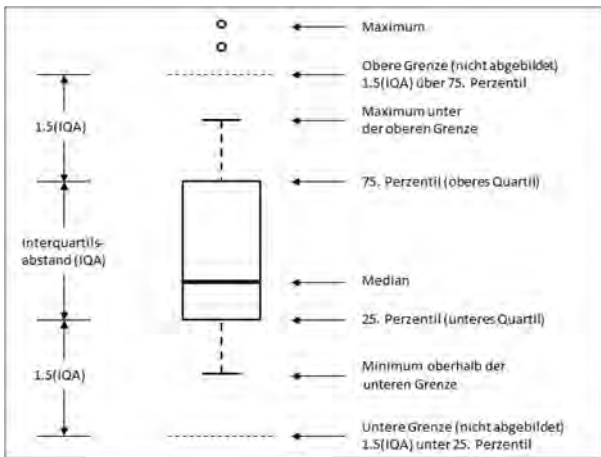 Maximum
Obere Grenze (nicht abgebildet)
1.5(IQA) über 75. Perzentil
1.5(IQA)
Maximum unter
der oberen Grenze
75. Perzentil (oberes Quartil)
Interquartils-
abstand (IQA)
Median
25. Perzentil (unteres Quartil)
1.5(IQA)
Minimum oberhalb der
unteren Grenze
Untere Grenze (nicht abgebildet)
1.5(IQA) unter 25. Perzentil